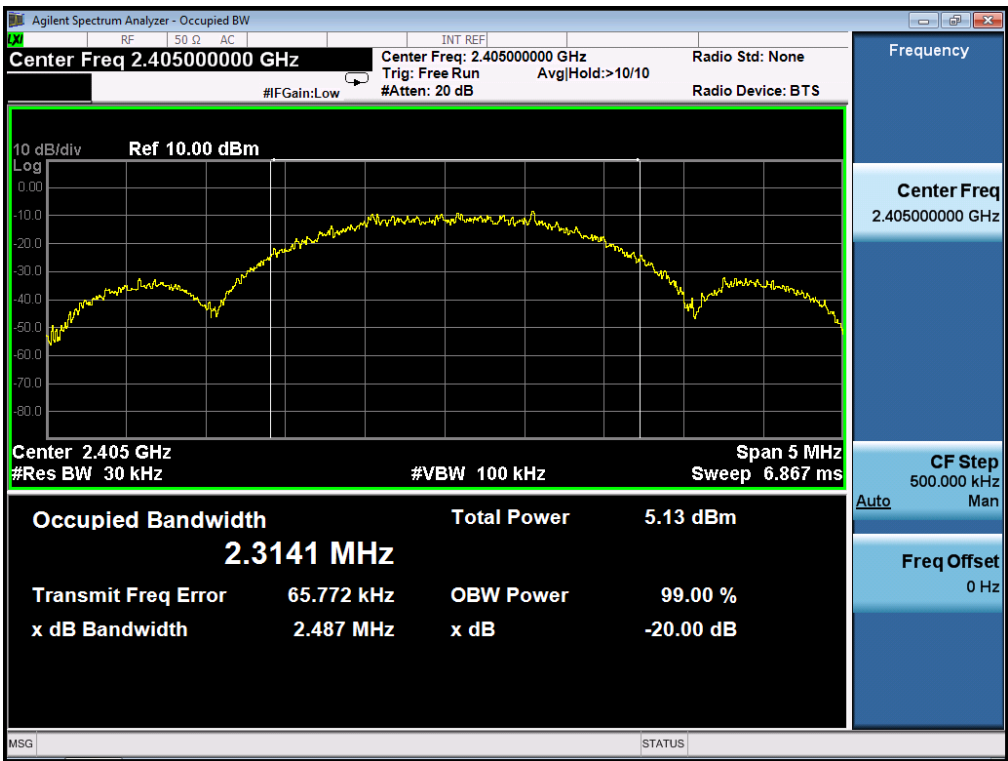 Agilent Spectrum Analyzer - Occupied BW
LXI RF 50 Ω AC INT REF
Center Freq 2.405000000 GHz
Center Freq: 2.405000000 GHz Radio Std: None
Trig: Free Run Avg|Hold:>10/10
#IFGain:Low #Atten: 20 dB Radio Device: BTS
10 dB/div Ref 10.00 dBm
Log
0.00
-10.0
-20.0
-30.0
-40.0
-50.0
-60.0
-70.0
-80.0
Center 2.405 GHz Span 5 MHz
#Res BW 30 kHz #VBW 100 kHz Sweep 6.867 ms
Occupied Bandwidth Total Power 5.13 dBm
2.3141 MHz
Transmit Freq Error 65.772 kHz OBW Power 99.00 %
x dB Bandwidth 2.487 MHz x dB -20.00 dB
MSG STATUS
Frequency
Center Freq
2.405000000 GHz
CF Step
500.000 kHz
Auto Man
Freq Offset
0 Hz